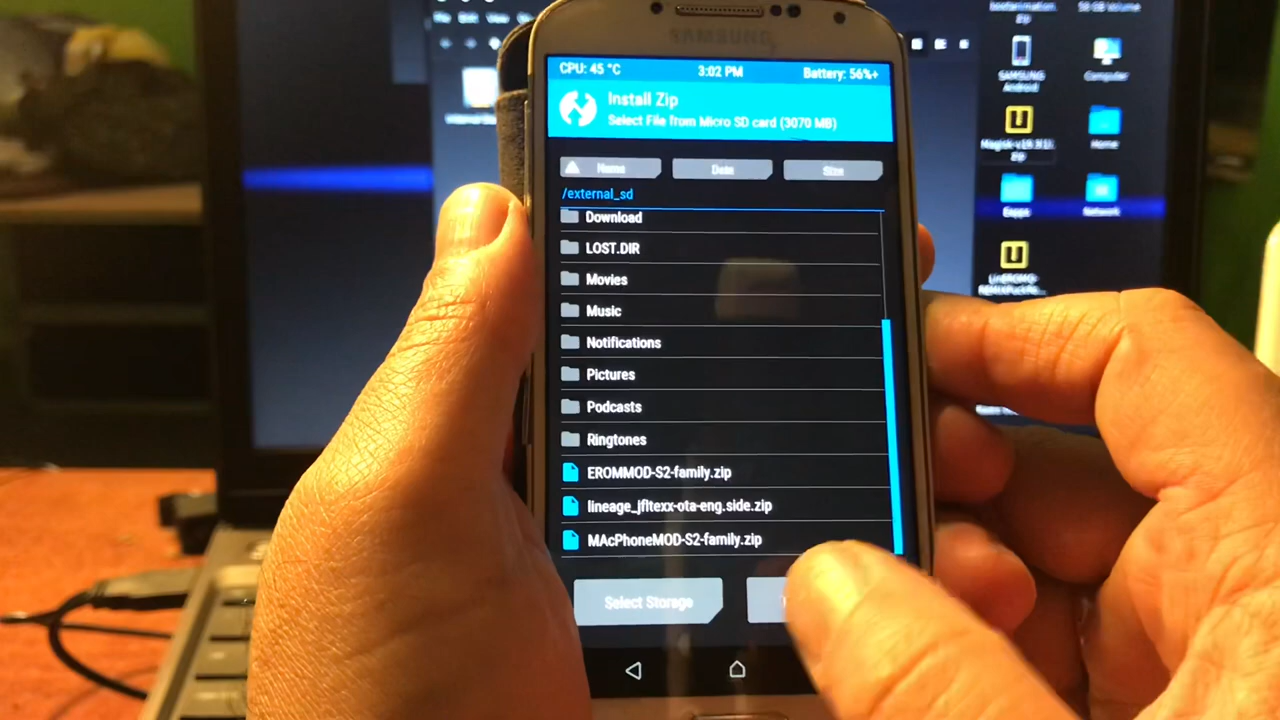 SAMSUNG
CPU: 45 °C
3:02 PM
Battery: 56%+
Install Zip
Select File from Micro SD card (3070 MB)
Name
Date
Size
/external_sd
Download
LOST.DIR
Movies
Music
Notifications
Pictures
Podcasts
Ringtones
EROMMOD-S2-family.zip
lineage_jfltexx-ota-eng.side.zip
MAcPhoneMOD-S2-family.zip
Select Storage
SAMSUNG
Android
Computer
Home
Network